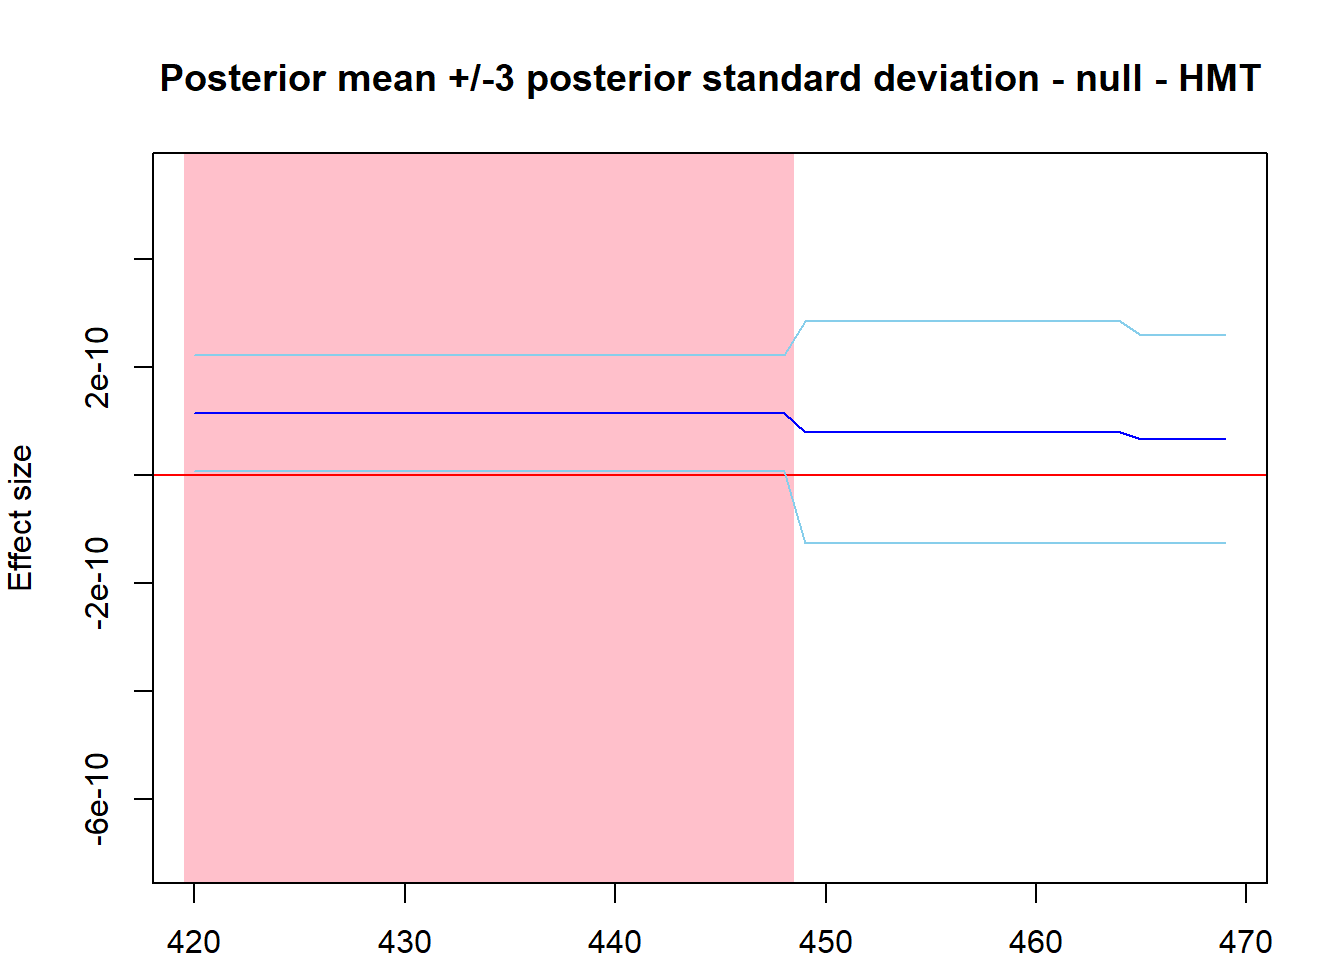 Posterior mean +/-3 posterior standard deviation - null - HMT
Effect size
2e-10
-2e-10
-6e-10
420 430 440 450 460 470